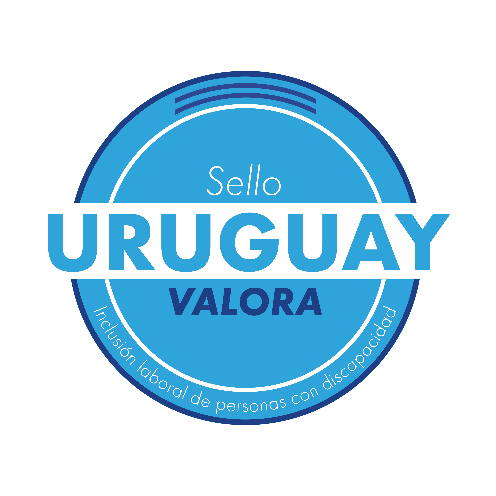 Sello
URUGUAY
VALORA
Inclusión laboral de personas con discapacidad